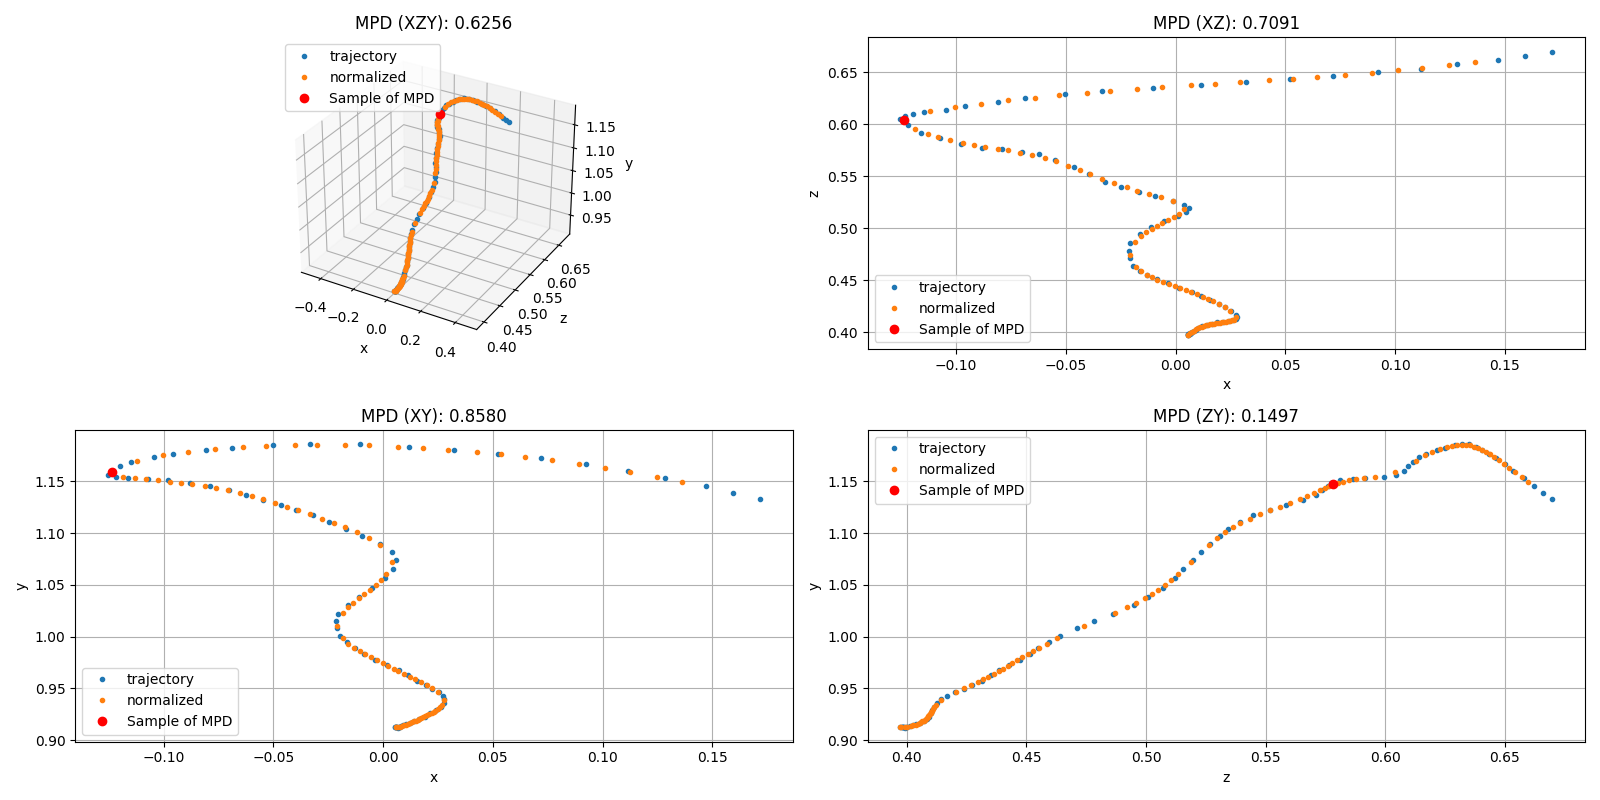 MPD (XZY): 0.6256
trajectory
normalized
Sample of MPD
1.15
1.10
1.05
1.00
0.95
y
0.65
0.60
0.55
0.50
0.45
0.40
z
−0.4
−0.2
0.0
0.2
0.4
x
MPD (XZ): 0.7091
0.65
0.60
0.55
0.50
0.45
0.40
z
trajectory
normalized
Sample of MPD
−0.10
−0.05
0.00
0.05
0.10
0.15
x
MPD (XY): 0.8580
1.15
1.10
1.05
1.00
0.95
0.90
y
trajectory
normalized
Sample of MPD
−0.10
−0.05
0.00
0.05
0.10
0.15
x
MPD (ZY): 0.1497
trajectory
normalized
Sample of MPD
1.15
1.10
1.05
1.00
0.95
0.90
y
0.40
0.45
0.50
0.55
0.60
0.65
z